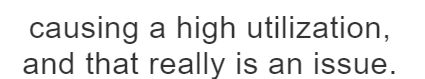 causing a high utilization,
and that really is an issue.